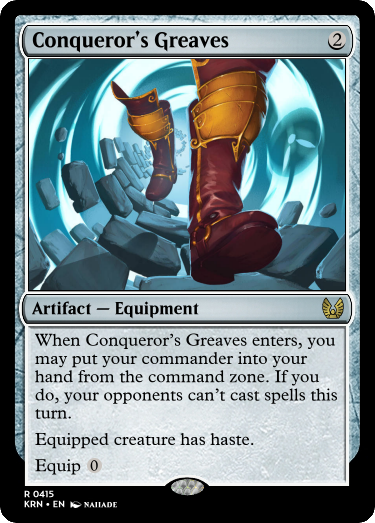 Conqueror's Greaves 2
Artifact — Equipment
When Conqueror's Greaves enters, you
may put your commander into your
hand from the command zone. If you
do, your opponents can't cast spells this
turn.
Equipped creature has haste.
Equip 0
R 0415
KRN • EN NAIIADE